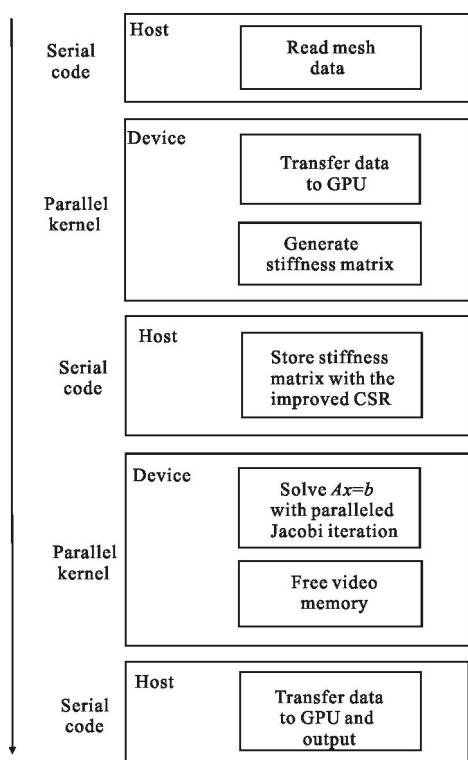 Host
Serial
code
Read mesh
data
Device
Parallel
kernel
Transfer data
to GPU
Generate
stiffness matrix
Host
Serial
code
Store stiffness
matrix with the
improved CSR
Device
Parallel
kernel
Solve Ax=b
with paralleled
Jacobi iteration
Free video
memory
Host
Serial
code
Transfer data
to GPU and
output